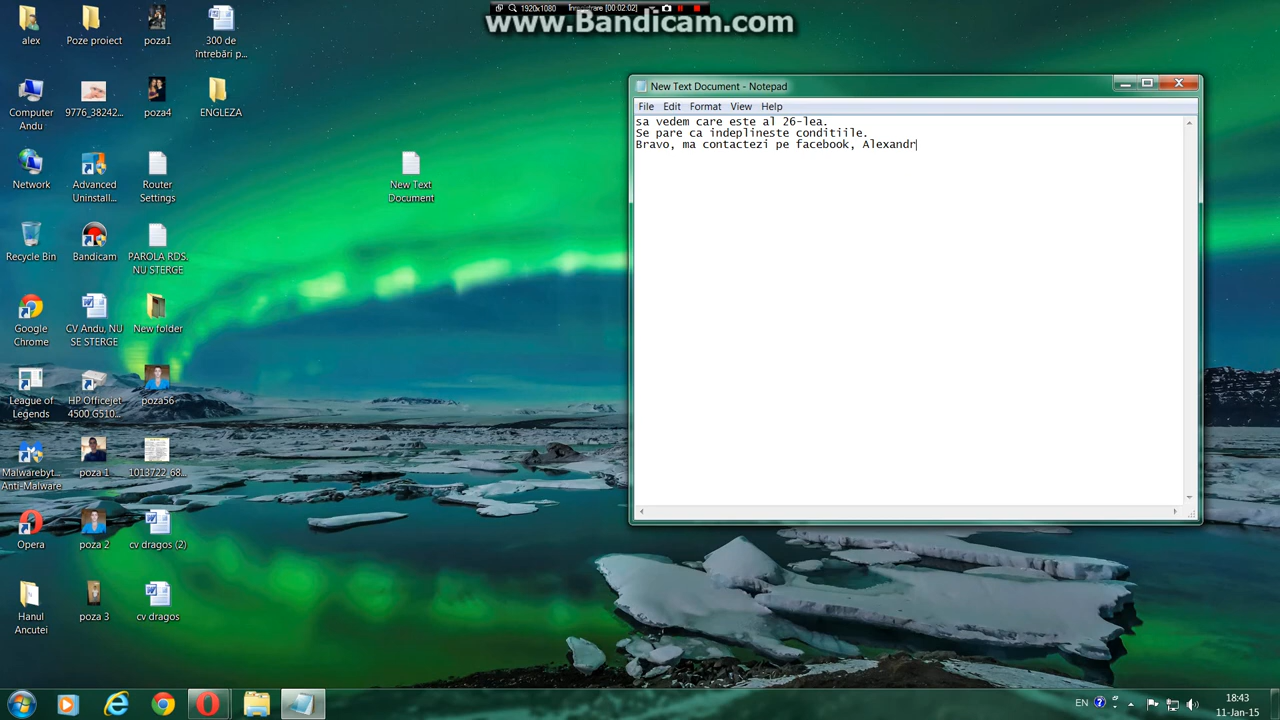 1920x1080 Înregistrare [00:02:02]
www.Bandicam.com
alex
Poze proiect
poza1
300 de
întrebări p...
Computer
Andu
9776_38242...
poza4
ENGLEZA
Network
Advanced
Uninstall...
Router
Settings
New Text
Document
Recycle Bin
Bandicam
PAROLA RDS.
NU STERGE
Google
Chrome
CV Andu, NU
SE STERGE
New folder
League of
Legends
HP Officejet
4500 G510...
poza56
Malwarebyt...
Anti-Malware
poza 1
1013722_68...
Opera
poza 2
cv dragos (2)
Hanul
Ancutei
poza 3
cv dragos
New Text Document - Notepad
File Edit Format View Help
sa vedem care este al 26-lea.
Se pare ca indeplineste conditiile.
Bravo, ma contactezi pe facebook, Alexandr
EN
18:43
11-Jan-15